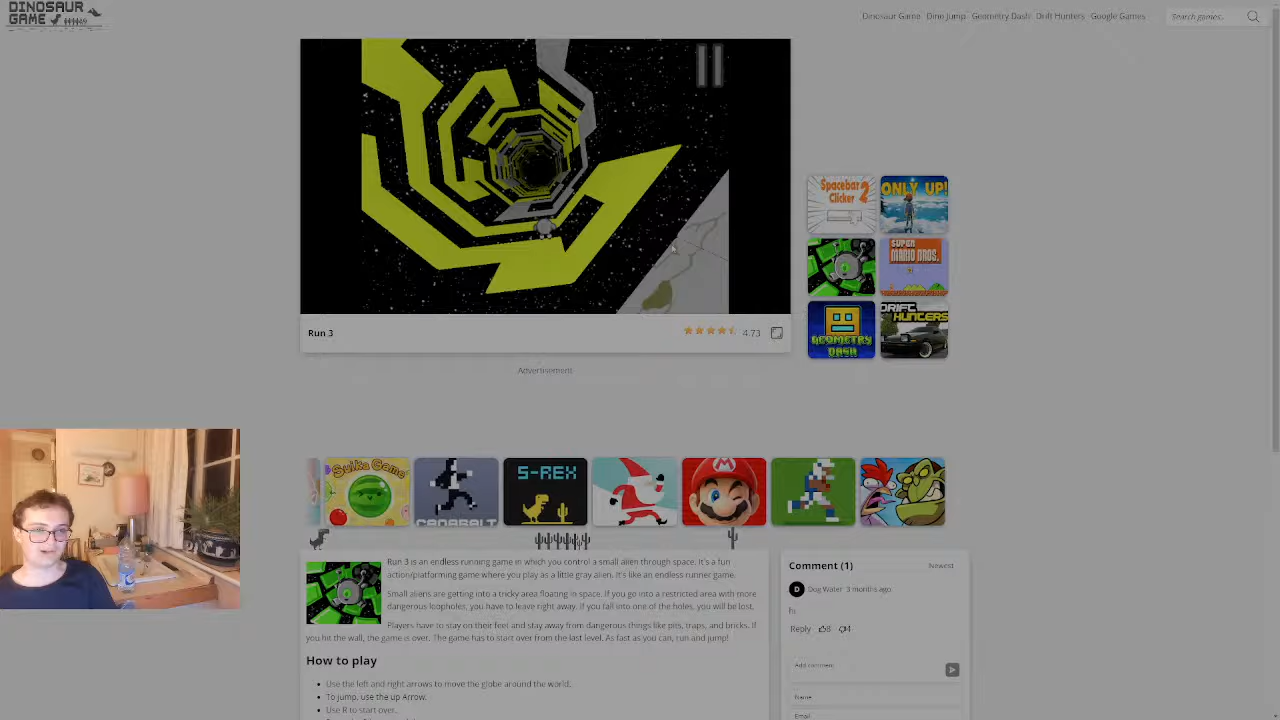 DINOSAUR
GAME
Dinosaur Game Dino Jump Geometry Dash Drift Hunters Google Games
Search games..
Spacebar
Clicker 2
ONLY UP!
SUPER
MARIO BROS.
GEOMETRY
DASH
DRIFT
HUNTERS
Run 3
4.73
Advertisement
Suika Game
CANABALT
S-REX
Run 3 is an endless running game in which you control a small alien through space. It's a fun
action/platforming game where you play as a little gray alien. It's like an endless runner game.
Small aliens are getting into a tricky area floating in space. If you go into a restricted area with more
dangerous loopholes, you have to leave right away. If you fall into one of the holes, you will be lost.
Players have to stay on their feet and stay away from dangerous things like pits, traps, and bricks. If
you hit the wall, the game is over. The game has to start over from the last level. As fast as you can, run and jump!
How to play
Use the left and right arrows to move the globe around the world.
To jump, use the up Arrow.
Use R to start over.
Comment (1)
Newest
D
Dog Water 3 months ago
hi
Reply 8 4
Add comment
Name
Email